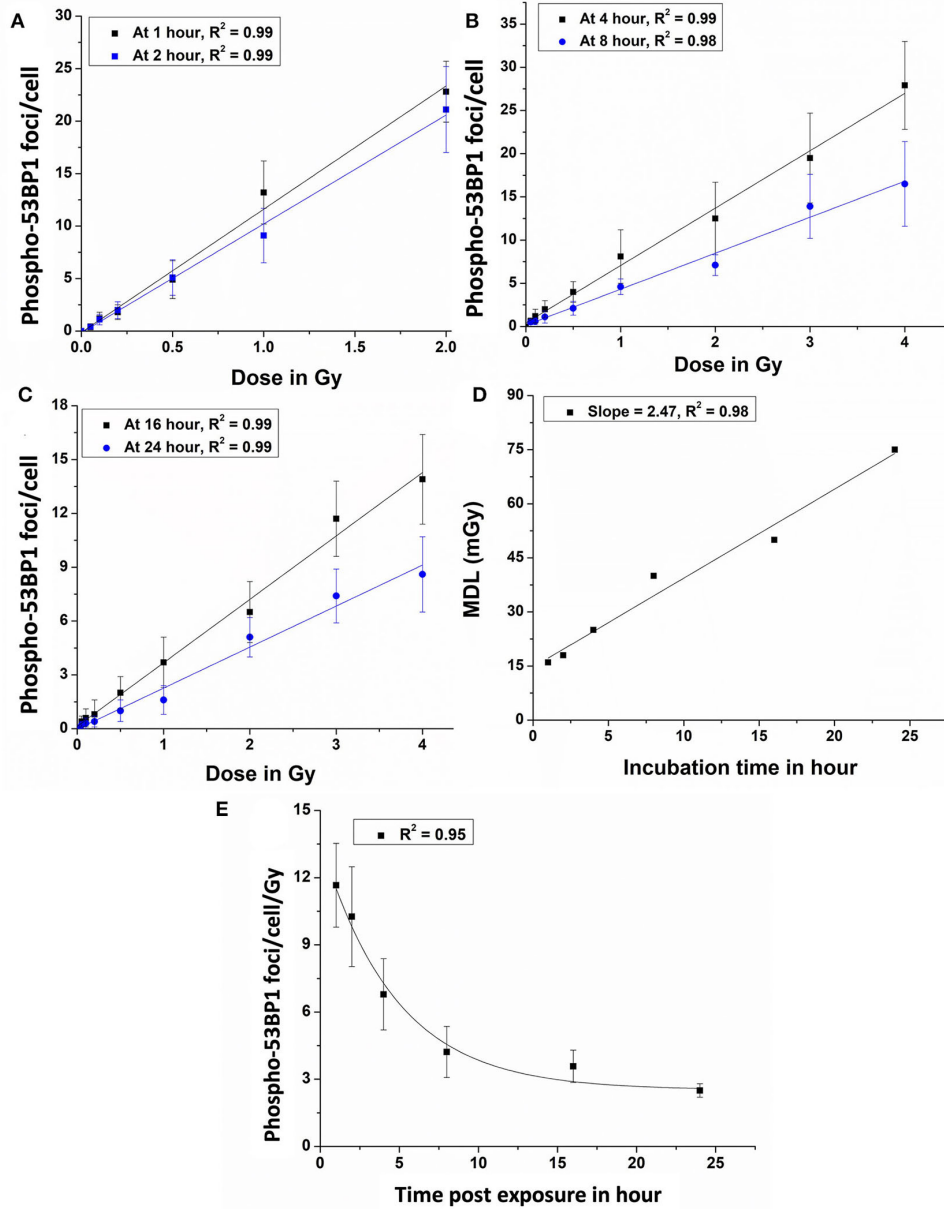 A
At 1 hour, R² = 0.99
At 2 hour, R² = 0.99
Phospho-53BP1 foci/cell
30
25
20
15
10
5
0
0.0 0.5 1.0 1.5 2.0
Dose in Gy
B
At 4 hour, R² = 0.99
At 8 hour, R² = 0.98
Phospho-53BP1 foci/cell
35
30
25
20
15
10
5
0
0 1 2 3 4
Dose in Gy
C
At 16 hour, R² = 0.99
At 24 hour, R² = 0.99
Phospho-53BP1 foci/cell
18
15
12
9
6
3
0
0 1 2 3 4
Dose in Gy
D
Slope = 2.47, R² = 0.98
MDL (mGy)
90
75
60
45
30
15
0
0 5 10 15 20 25
Incubation time in hour
E
R² = 0.95
Phospho-53BP1 foci/cell/Gy
15
12
9
6
3
0
0 5 10 15 20 25
Time post exposure in hour